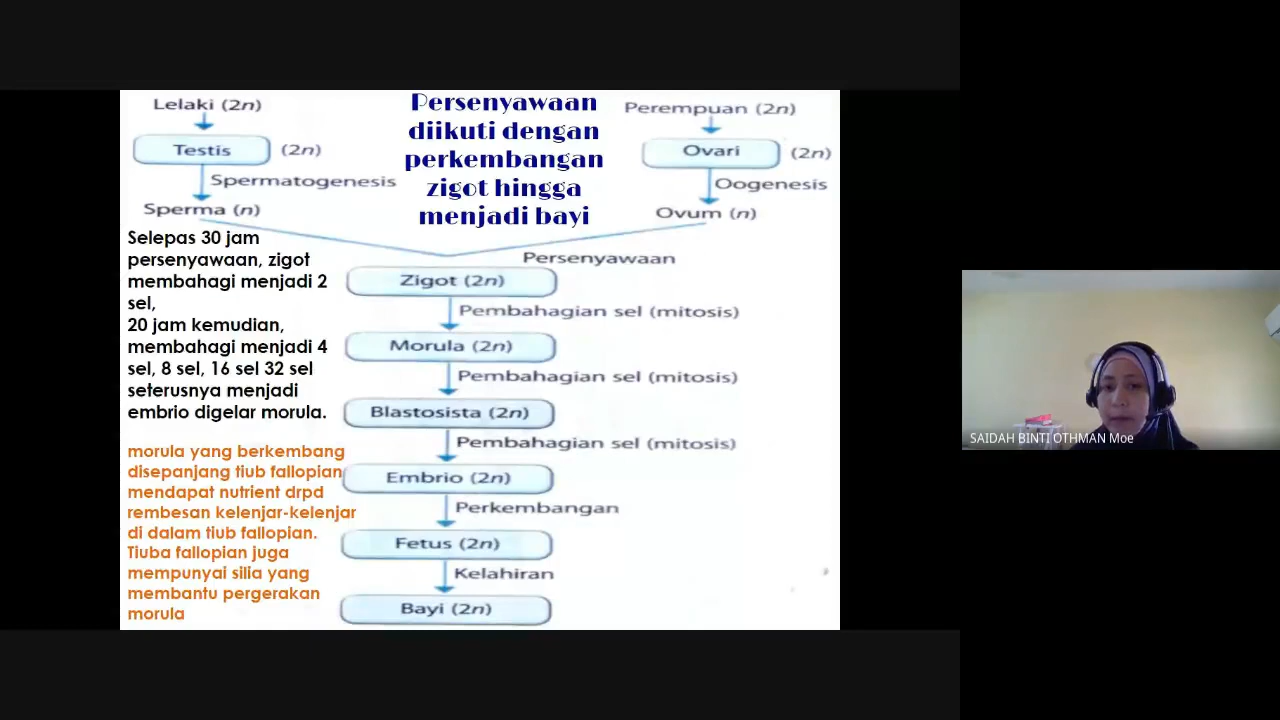 Lelaki (2n)
Testis
(2n)
Spermatogenesis
Sperma (n)
Persenyawaan
diikuti dengan
perkembangan
zigot hingga
menjadi bayi
Perempuan (2n)
Ovari
(2n)
Oogenesis
Ovum (n)
Selepas 30 jam
persenyawaan, zigot
membahagi menjadi 2
sel,
20 jam kemudian,
membahagi menjadi 4
sel, 8 sel, 16 sel 32 sel
seterusnya menjadi
embrio digelar morula.
morula yang berkembang
disepanjang tiub fallopian
mendapat nutrient drpd
rembesan kelenjar-kelenjar
di dalam tiub fallopian.
Tiuba fallopian juga
mempunyai silia yang
membantu pergerakan
morula
Persenyawaan
Zigot (2n)
Pembahagian sel (mitosis)
Morula (2n)
Pembahagian sel (mitosis)
Blastosista (2n)
Pembahagian sel (mitosis)
Embrio (2n)
Perkembangan
Fetus (2n)
Kelahiran
Bayi (2n)
SAIDAH BINTI OTHMAN Moe